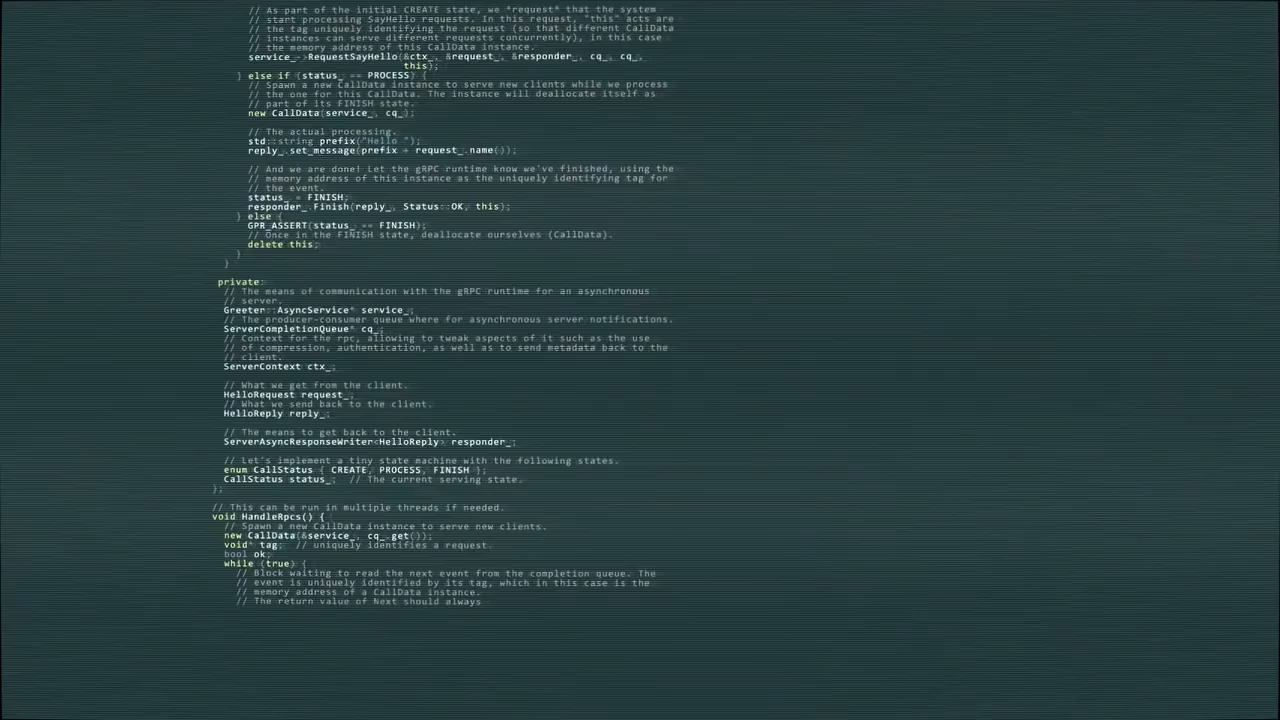 // As part of the initial CREATE state, we *request* that the system
// start processing SayHello requests. In this request, "this" acts are
// the tag uniquely identifying the request (so that different CallData
// instances can serve different requests concurrently), in this case
// the memory address of this CallData instance.
service_->RequestSayHello(&ctx_, &request_, &responder_, cq_, cq_,
this);
} else if (status_ == PROCESS) {
// Spawn a new CallData instance to serve new clients while we process
// the one for this CallData. The instance will deallocate itself as
// part of its FINISH state.
new CallData(service_, cq_);
// The actual processing.
std::string prefix("Hello ");
reply_.set_message(prefix + request_.name());
// And we are done! Let the gRPC runtime know we've finished, using the
// memory address of this instance as the uniquely identifying tag for
// the event.
status_ = FINISH;
responder_.Finish(reply_, Status::OK, this);
} else {
GPR_ASSERT(status_ == FINISH);
// Once in the FINISH state, deallocate ourselves (CallData).
delete this;
}
}
private:
// The means of communication with the gRPC runtime for an asynchronous
// server.
Greeter::AsyncService* service_;
// The producer-consumer queue where for asynchronous server notifications.
ServerCompletionQueue* cq_;
// Context for the rpc, allowing to tweak aspects of it such as the use
// of compression, authentication, as well as to send metadata back to the
// client.
ServerContext ctx_;
// What we get from the client.
HelloRequest request_;
// What we send back to the client.
HelloReply reply_;
// The means to get back to the client.
ServerAsyncResponseWriter<HelloReply> responder_;
// Let's implement a tiny state machine with the following states.
enum CallStatus { CREATE, PROCESS, FINISH };
CallStatus status_;  // The current serving state.
};
// This can be run in multiple threads if needed.
void HandleRpcs() {
// Spawn a new CallData instance to serve new clients.
new CallData(&service_, cq_.get());
void* tag;  // uniquely identifies a request.
bool ok;
while (true) {
// Block waiting to read the next event from the completion queue. The
// event is uniquely identified by its tag, which in this case is the
// memory address of a CallData instance.
// The return value of Next should always